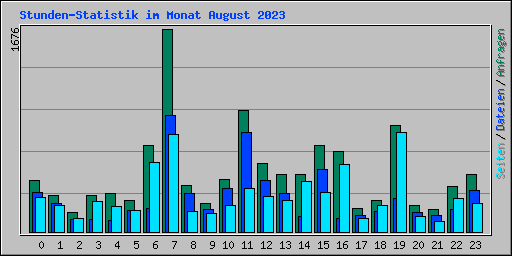 Stunden-Statistik im Monat August 2023
1676
Seiten / Dateien / Anfragen
0 1 2 3 4 5 6 7 8 9 10 11 12 13 14 15 16 17 18 19 20 21 22 23